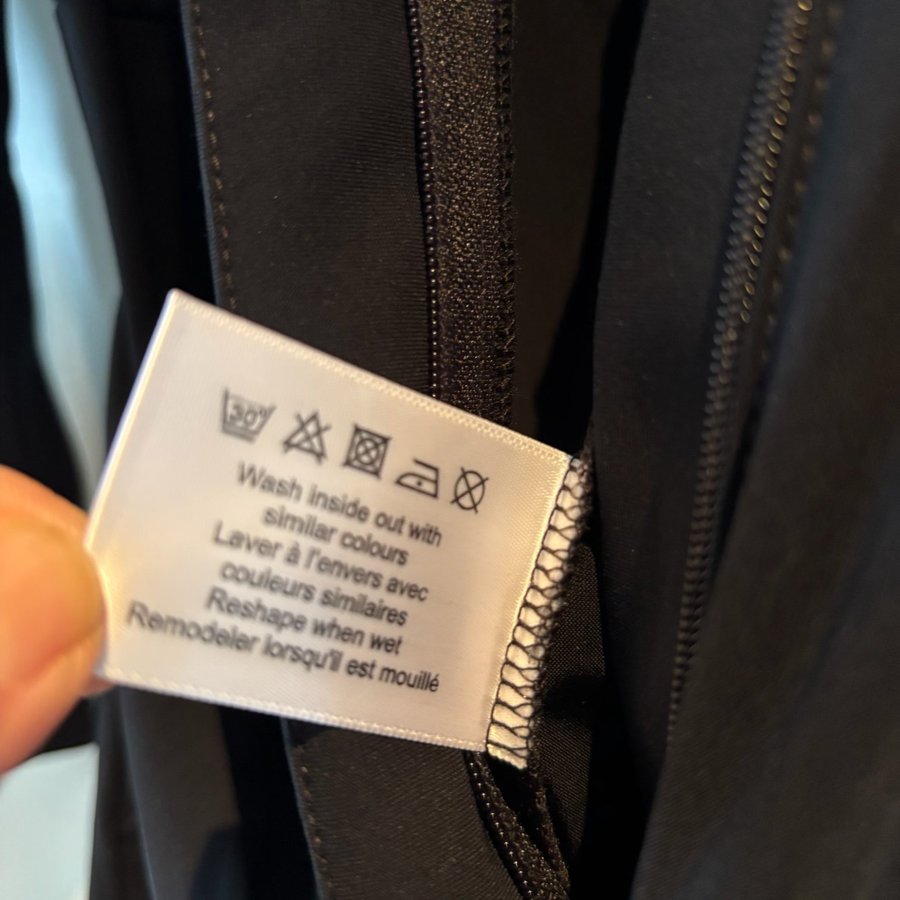 30°
Wash inside out with
similar colours
Laver à l'envers avec
couleurs similaires
Reshape when wet
Remodeler lorsqu'il est mouillé